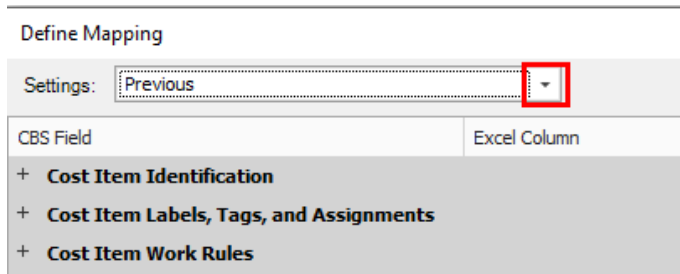 Define Mapping
Settings: Previous
CBS Field Excel Column
+ Cost Item Identification
+ Cost Item Labels, Tags, and Assignments
+ Cost Item Work Rules